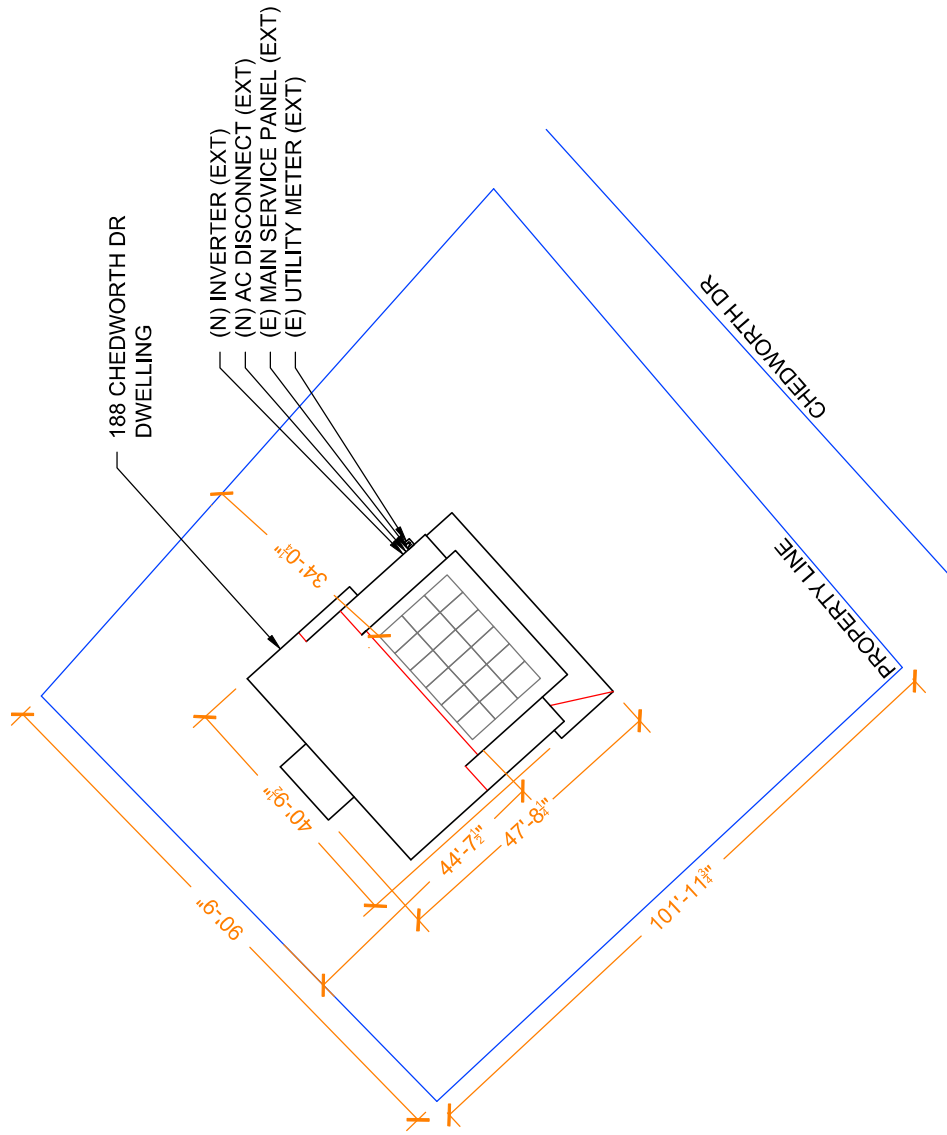 188 CHEDWORTH DR
DWELLING
(N) INVERTER (EXT)
(N) AC DISCONNECT (EXT)
(E) MAIN SERVICE PANEL (EXT)
(E) UTILITY METER (EXT)
CHEDWORTH DR
PROPERTY LINE
34'-0¼"
40'-9½"
44'-7½"
47'-8¼"
90'-9"
101'-11¾"